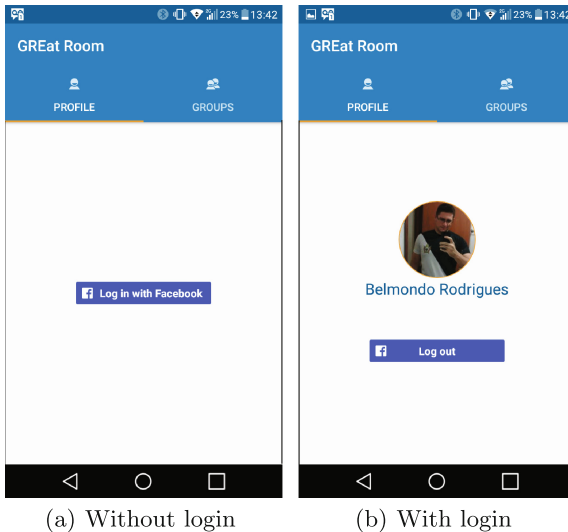 23% 13:42
GREat Room
PROFILE GROUPS
Log in with Facebook
(a) Without login
23% 13:42
GREat Room
PROFILE GROUPS
Belmondo Rodrigues
Log out
(b) With login